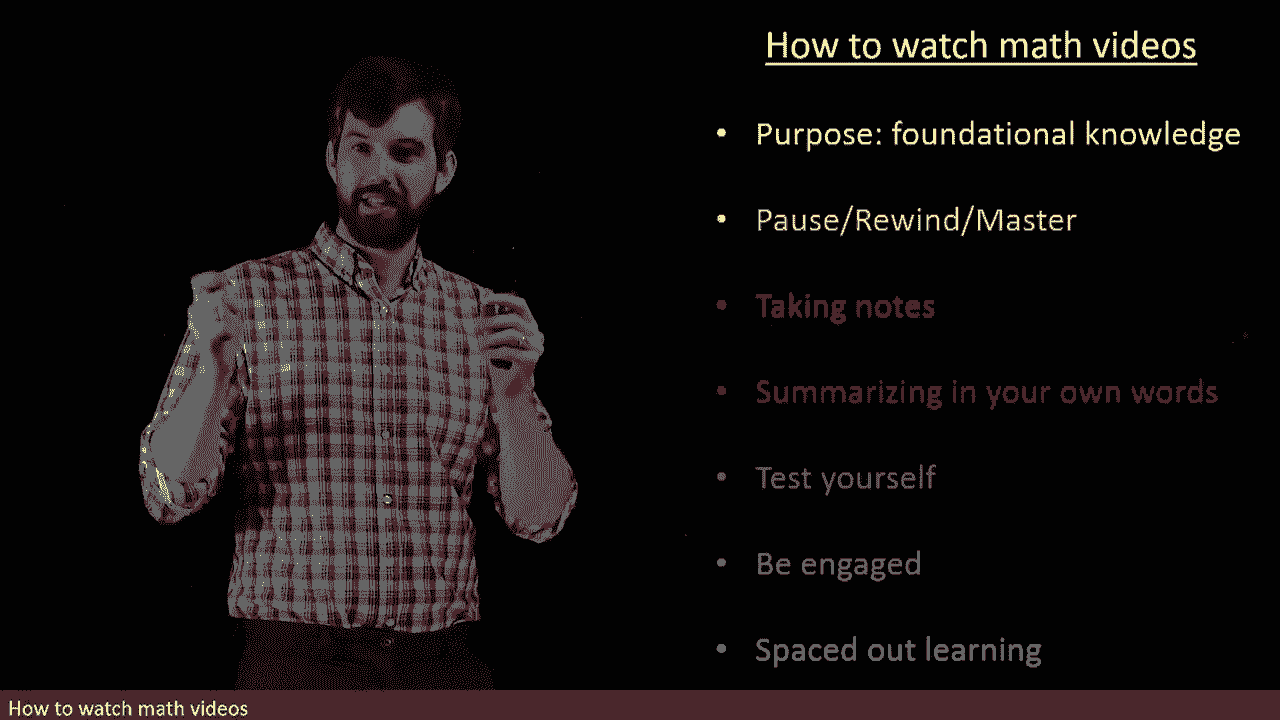 How to watch math videos
• Purpose: foundational knowledge
• Pause/Rewind/Master
• Taking notes
• Summarizing in your own words
• Test yourself
• Be engaged
• Spaced out learning
How to watch math videos